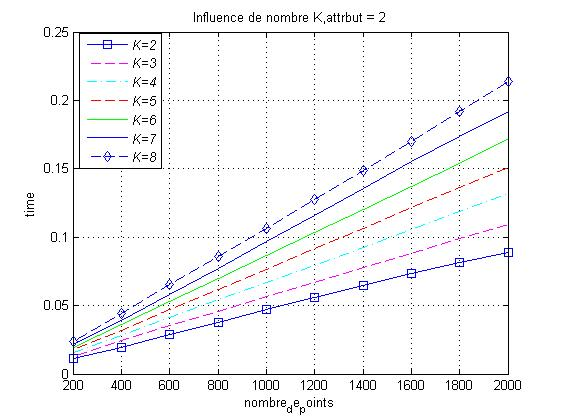 Influence de nombre K,attrbut = 2
0.25
0.2
0.15
0.1
0.05
0
time
K=2
K=3
K=4
K=5
K=6
K=7
K=8
200 400 600 800 1000 1200 1400 1600 1800 2000
nombre_de_points